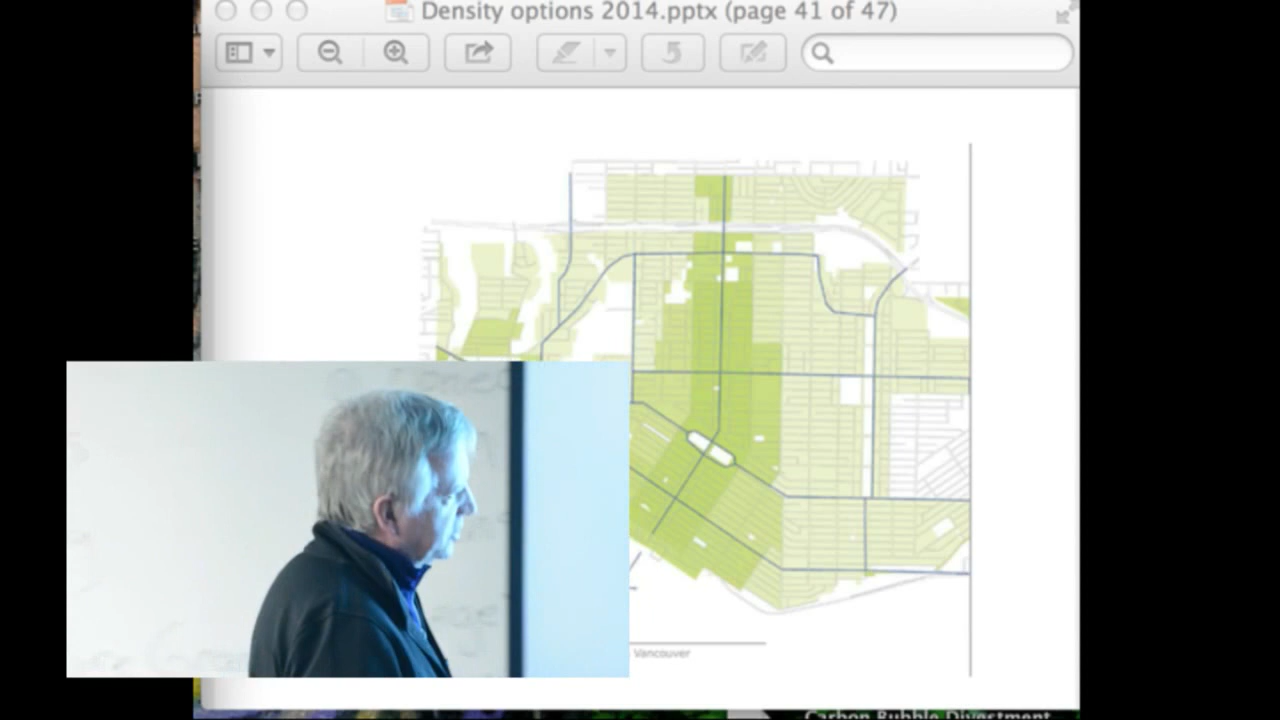 Density options 2014.pptx (page 41 of 47)
Vancouver
Carbon Bubble Divestment